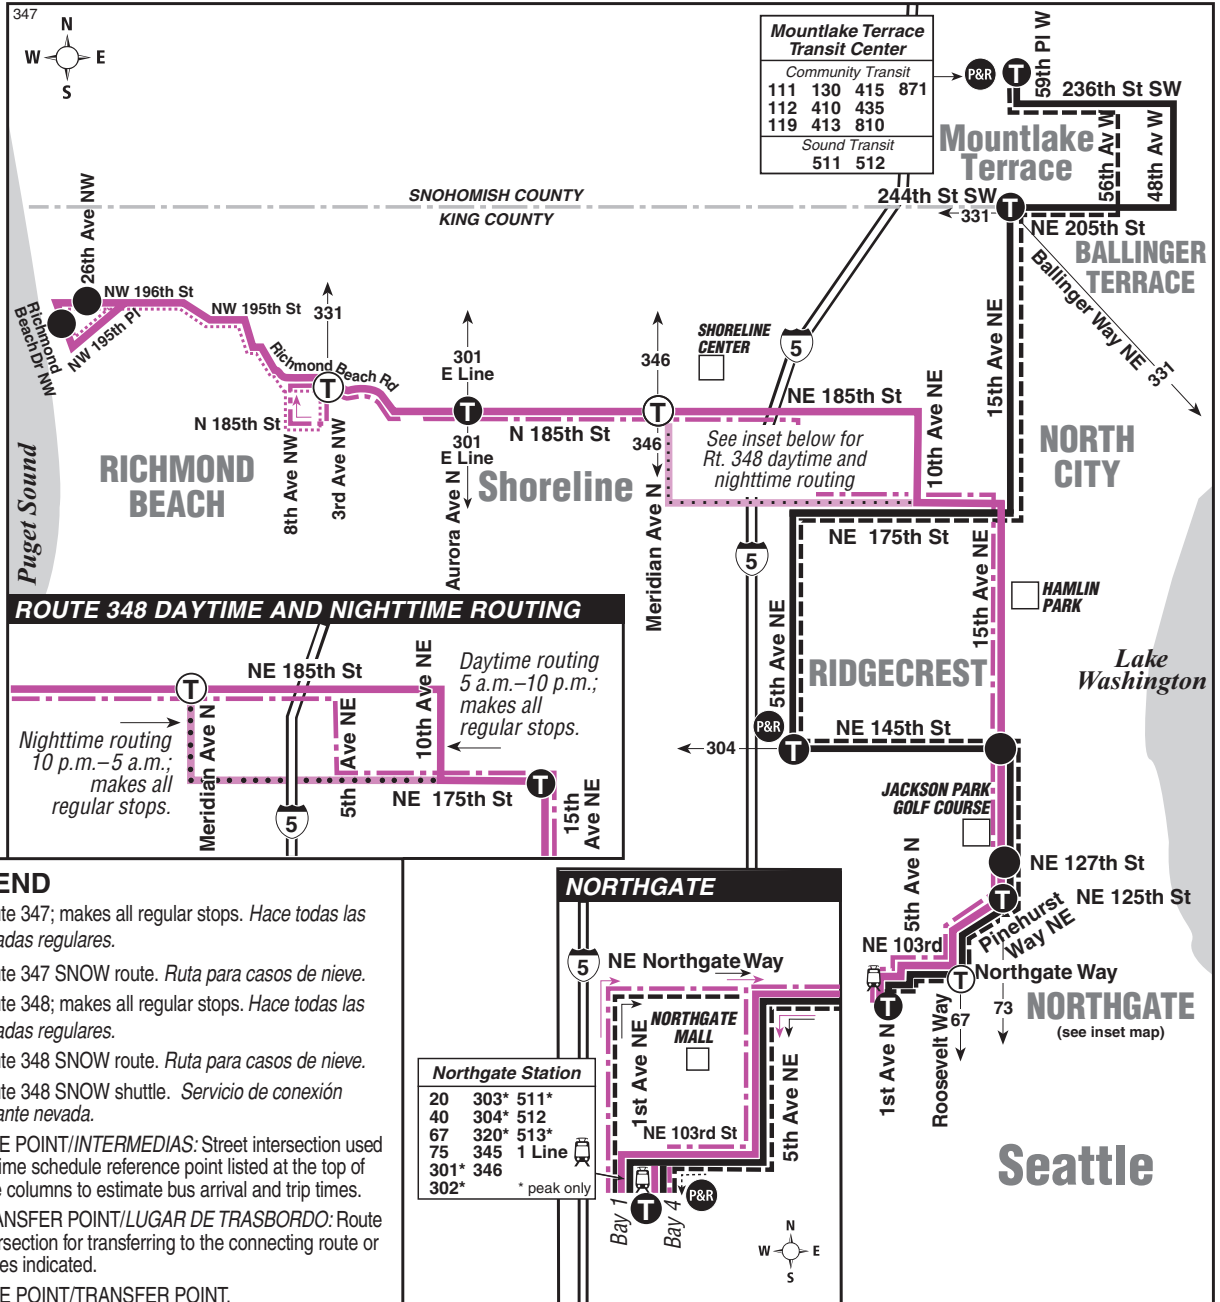 347
N
W E
S
Mountlake Terrace
Transit Center
Community Transit
111 130 415 871
112 410 435
119 413 810
Sound Transit
511 512
P&R
T
59th Pl W
236th St SW
Mountlake
Terrace
56th Av W
48th Av W
SNOHOMISH COUNTY
KING COUNTY
244th St SW
331
T
NE 205th St
BALLINGER
TERRACE
Ballinger Way NE
331
26th Ave NW
NW 196th St
NW 195th St
NW 195th Pl
Richmond
Beach Dr NW
Richmond Beach Rd
331
T
N 185th St
8th Ave NW
3rd Ave NW
RICHMOND
BEACH
Puget Sound
301
E Line
T
301
E Line
Aurora Ave N
N 185th St
Shoreline
346
T
346
Meridian Ave N
SHORELINE
CENTER
5
NE 185th St
See inset below for
Rt. 348 daytime and
nighttime routing
10th Ave NE
15th Ave NE
NORTH
CITY
NE 175th St
5
15th Ave NE
HAMLIN
PARK
5th Ave NE
RIDGECREST
Lake
Washington
P&R
304
T
NE 145th St
JACKSON PARK
GOLF COURSE
NE 127th St
T
NE 125th St
5th Ave N
Pinehurst
Way NE
NE 103rd
T
Northgate Way
T
1st Ave N
Roosevelt Way
67
73
NORTHGATE
(see inset map)
Seattle
ROUTE 348 DAYTIME AND NIGHTTIME ROUTING
NE 185th St
T
Daytime routing
5 a.m.–10 p.m.;
makes all
regular stops.
Nighttime routing
10 p.m.–5 a.m.;
makes all
regular stops.
Meridian Ave N
5
5th Ave NE
10th Ave NE
NE 175th St
T
15th
Ave NE
END
te 347; makes all regular stops. Hace todas las
adas regulares.
te 347 SNOW route. Ruta para casos de nieve.
te 348; makes all regular stops. Hace todas las
adas regulares.
te 348 SNOW route. Ruta para casos de nieve.
te 348 SNOW shuttle. Servicio de conexión
ante nevada.
E POINT/INTERMEDIAS: Street intersection used
ime schedule reference point listed at the top of
e columns to estimate bus arrival and trip times.
ANSFER POINT/LUGAR DE TRASBORDO: Route
rsection for transferring to the connecting route or
es indicated.
E POINT/TRANSFER POINT.
NORTHGATE
5
NE Northgate Way
NORTHGATE
MALL
1st Ave NE
5th Ave NE
NE 103rd St
Northgate Station
20 303* 511*
40 304* 512
67 320* 513*
75 345 1 Line
301* 346
302* * peak only
Bay 1
T
Bay 4
P&R
N
W E
S